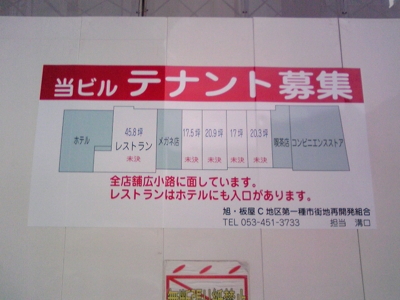 当ビル テナント募集
ホテル
45.8 坪
レストラン
未決
メガネ店
17.5 坪
未決
20.9 坪
未決
17 坪
未決
20.3 坪
未決
喫茶店
コンビニエンスストア
全店舗広小路に面しています。
レストランはホテルにも入口があります。
旭・板屋 C 地区第一種市街地再開発組合
TEL 053-451-3733 担当 溝口